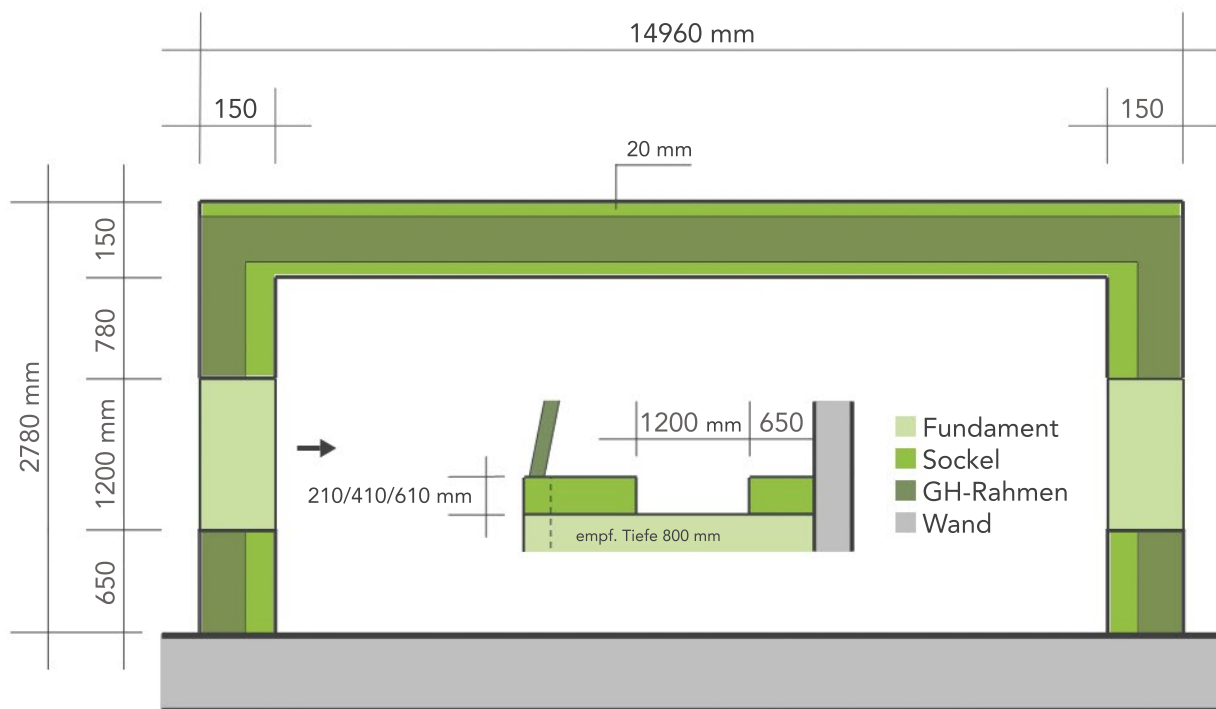 14960 mm
150
150
20 mm
150
780
1200 mm
650
2780 mm
1200 mm
650
210/410/610 mm
empf. Tiefe 800 mm
Fundament
Sockel
GH-Rahmen
Wand